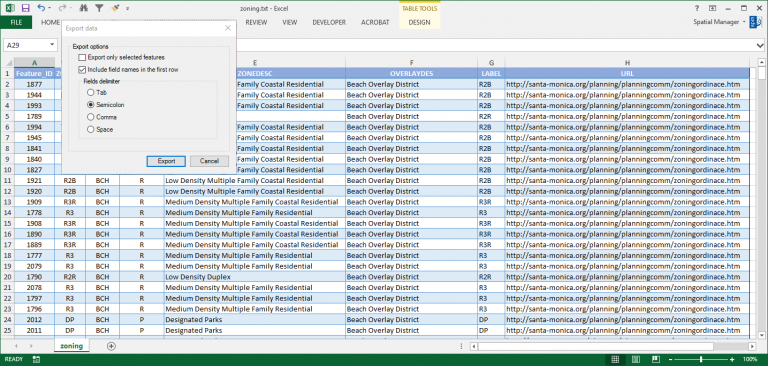 zoning.txt - Excel
TABLE TOOLS
FILE REVIEW VIEW DEVELOPER ACROBAT DESIGN Spatial Manager
A29
Export data
Export options
Export only selected features
Include field names in the first row
Fields delimiter
Tab
Semicolon
Comma
Space
Export Cancel
A E F G H
1 Feature_ID ZONEDESC OVERLAYDES LABEL URL
2 1877 Family Coastal Residential Beach Overlay District R2B http://santa-monica.org/planning/planningcomm/zoningordinace.htm
3 1944 Family Coastal Residential Beach Overlay District R2B http://santa-monica.org/planning/planningcomm/zoningordinace.htm
4 1993 Family Coastal Residential Beach Overlay District R2B http://santa-monica.org/planning/planningcomm/zoningordinace.htm
5 1789 Beach Overlay District R2R http://santa-monica.org/planning/planningcomm/zoningordinace.htm
6 1994 Family Coastal Residential Beach Overlay District R2B http://santa-monica.org/planning/planningcomm/zoningordinace.htm
7 1945 Family Coastal Residential Beach Overlay District R2B http://santa-monica.org/planning/planningcomm/zoningordinace.htm
8 1841 Family Coastal Residential Beach Overlay District R2B http://santa-monica.org/planning/planningcomm/zoningordinace.htm
9 1840 Family Coastal Residential Beach Overlay District R2B http://santa-monica.org/planning/planningcomm/zoningordinace.htm
10 1827 Family Coastal Residential Beach Overlay District R2B http://santa-monica.org/planning/planningcomm/zoningordinace.htm
11 1921 R2B BCH R Low Density Multiple Family Coastal Residential Beach Overlay District R2B http://santa-monica.org/planning/planningcomm/zoningordinace.htm
12 1920 R2B BCH R Low Density Multiple Family Coastal Residential Beach Overlay District R2B http://santa-monica.org/planning/planningcomm/zoningordinace.htm
13 1909 R3R BCH R Medium Density Multiple Family Coastal Residential Beach Overlay District R3R http://santa-monica.org/planning/planningcomm/zoningordinace.htm
14 1778 R3 BCH R Medium Density Multiple Family Residential Beach Overlay District R3 http://santa-monica.org/planning/planningcomm/zoningordinace.htm
15 1908 R3R BCH R Medium Density Multiple Family Coastal Residential Beach Overlay District R3R http://santa-monica.org/planning/planningcomm/zoningordinace.htm
16 1890 R3R BCH R Medium Density Multiple Family Coastal Residential Beach Overlay District R3R http://santa-monica.org/planning/planningcomm/zoningordinace.htm
17 1889 R3R BCH R Medium Density Multiple Family Coastal Residential Beach Overlay District R3R http://santa-monica.org/planning/planningcomm/zoningordinace.htm
18 1777 R3 BCH R Medium Density Multiple Family Residential Beach Overlay District R3 http://santa-monica.org/planning/planningcomm/zoningordinace.htm
19 2079 R3 BCH R Medium Density Multiple Family Residential Beach Overlay District R3 http://santa-monica.org/planning/planningcomm/zoningordinace.htm
20 1790 R2R BCH R Low Density Duplex Beach Overlay District R2R http://santa-monica.org/planning/planningcomm/zoningordinace.htm
21 2078 R3 BCH R Medium Density Multiple Family Residential Beach Overlay District R3 http://santa-monica.org/planning/planningcomm/zoningordinace.htm
22 1797 R3 BCH R Medium Density Multiple Family Residential Beach Overlay District R3 http://santa-monica.org/planning/planningcomm/zoningordinace.htm
23 1796 R3 BCH R Medium Density Multiple Family Residential Beach Overlay District R3 http://santa-monica.org/planning/planningcomm/zoningordinace.htm
24 2012 DP BCH P Designated Parks Beach Overlay District DP http://santa-monica.org/planning/planningcomm/zoningordinace.htm
25 2011 DP BCH P Designated Parks Beach Overlay District DP http://santa-monica.org/planning/planningcomm/zoningordinace.htm
zoning
READY 100%